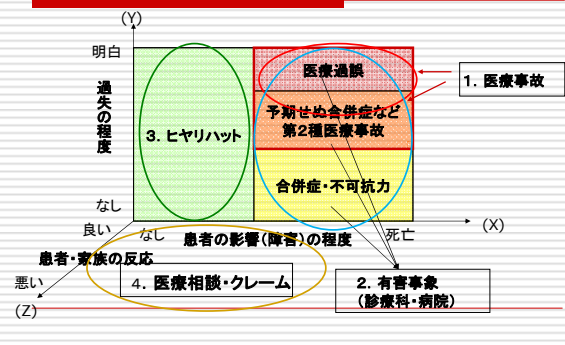 (Y)
明白
過失の程度
なし
医療過誤
1. 医療事故
予期せぬ合併症など
第2種医療事故
3. ヒヤリハット
合併症・不可抗力
良い
なし
患者の影響(障害)の程度
死亡
(X)
患者・家族の反応
悪い
(Z)
4. 医療相談・クレーム
2. 有害事象
(診療科・病院)